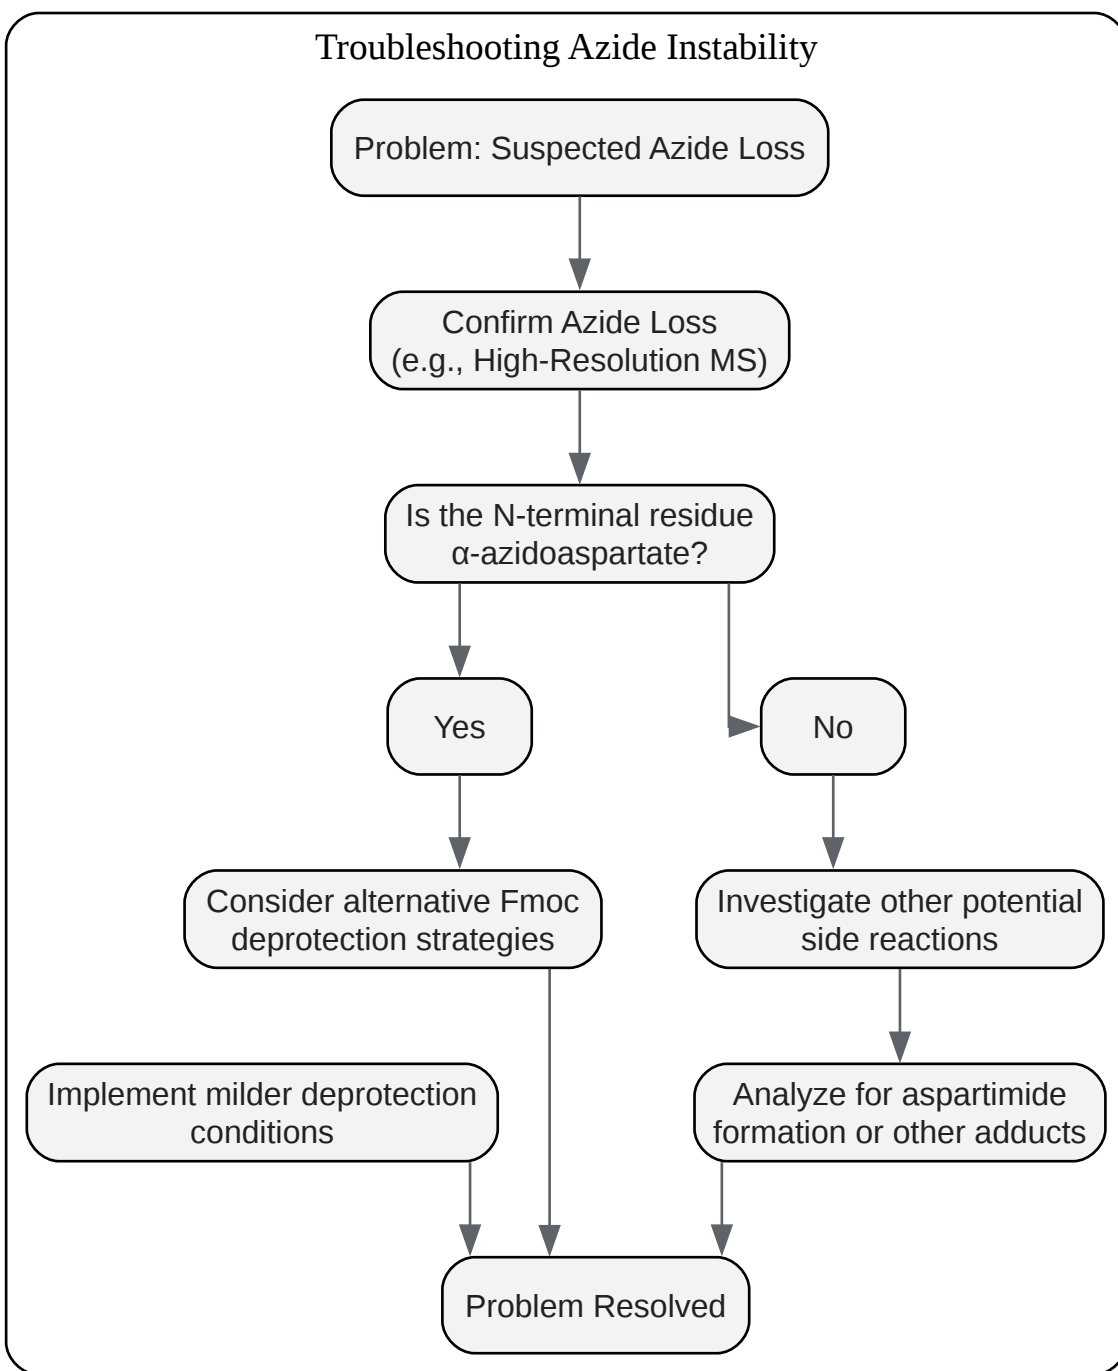 Troubleshooting Azide Instability
Problem: Suspected Azide Loss
Confirm Azide Loss
(e.g., High-Resolution MS)
Is the N-terminal residue
α-azidoaspartate?
Yes
No
Consider alternative Fmoc
deprotection strategies
Investigate other potential
side reactions
Implement milder deprotection
conditions
Analyze for aspartimide
formation or other adducts
Problem Resolved